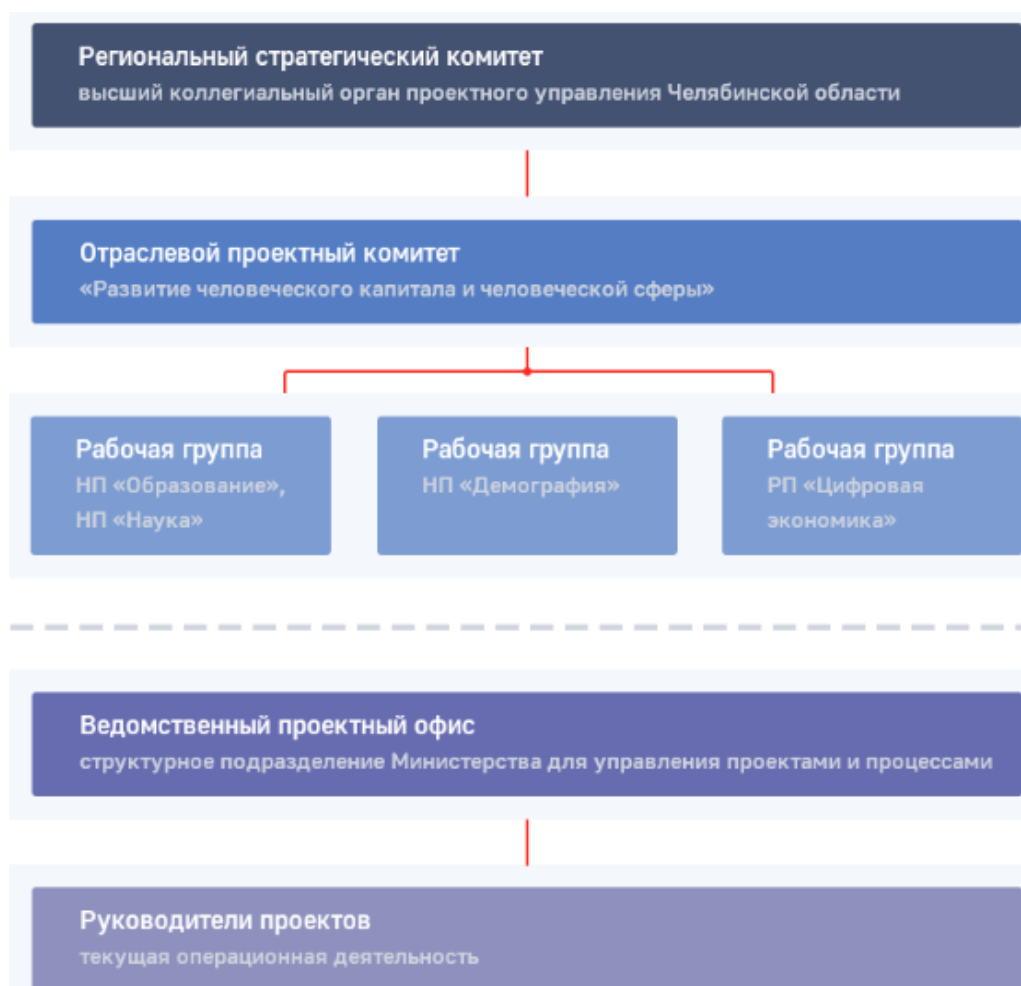 Региональный стратегический комитет
высший коллегиальный орган проектного управления Челябинской области
Отраслевой проектный комитет
«Развитие человеческого капитала и человеческой сферы»
Рабочая группа
НП «Образование»,
НП «Наука»
Рабочая группа
НП «Демография»
Рабочая группа
РП «Цифровая
экономика»
Ведомственный проектный офис
структурное подразделение Министерства для управления проектами и процессами
Руководители проектов
текущая операционная деятельность